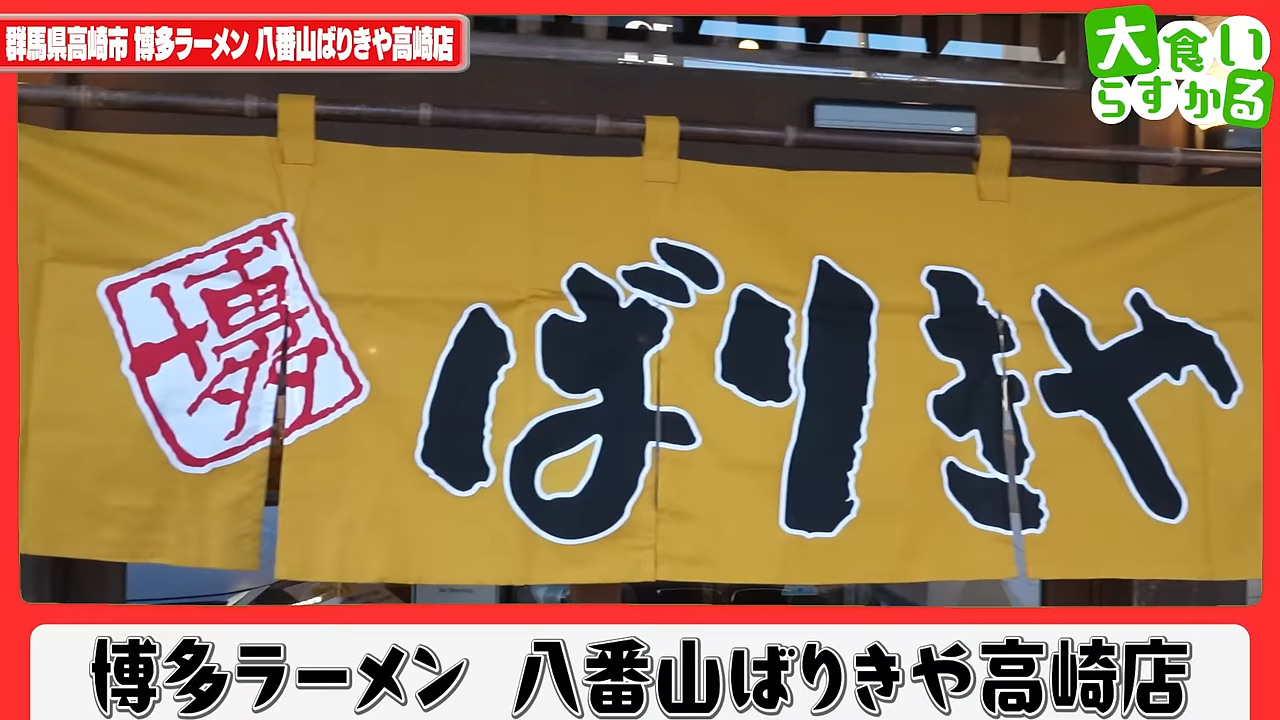 群馬県高崎市 博多ラーメン 八番山ばりきや高崎店
大食い
らすかる
博多
ばりきや
博多ラーメン 八番山ばりきや高崎店